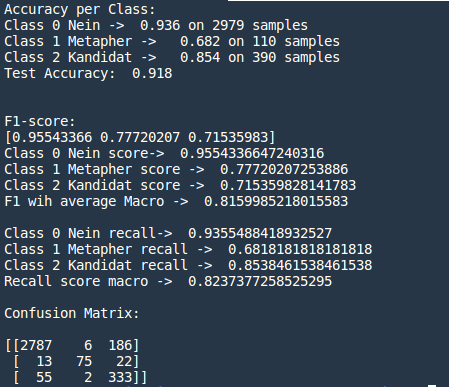 Accuracy per Class:
Class 0 Nein ->  0.936 on 2979 samples
Class 1 Metapher ->   0.682 on 110 samples
Class 2 Kandidat ->   0.854 on 390 samples
Test Accuracy:  0.918
F1-score:
[0.95543366 0.77720207 0.71535983]
Class 0 Nein score->  0.9554336647240316
Class 1 Metapher score ->  0.77720207253886
Class 2 Kandidat score ->  0.715359828141783
F1 wih average Macro ->  0.8159985218015583
Class 0 Nein recall->  0.9355488418932527
Class 1 Metapher recall ->  0.6818181818181818
Class 2 Kandidat recall ->  0.8538461538461538
Recall score macro ->  0.8237377258525295
Confusion Matrix:
[[2787    6  186]
 [  13   75   22]
 [  55    2  333]]